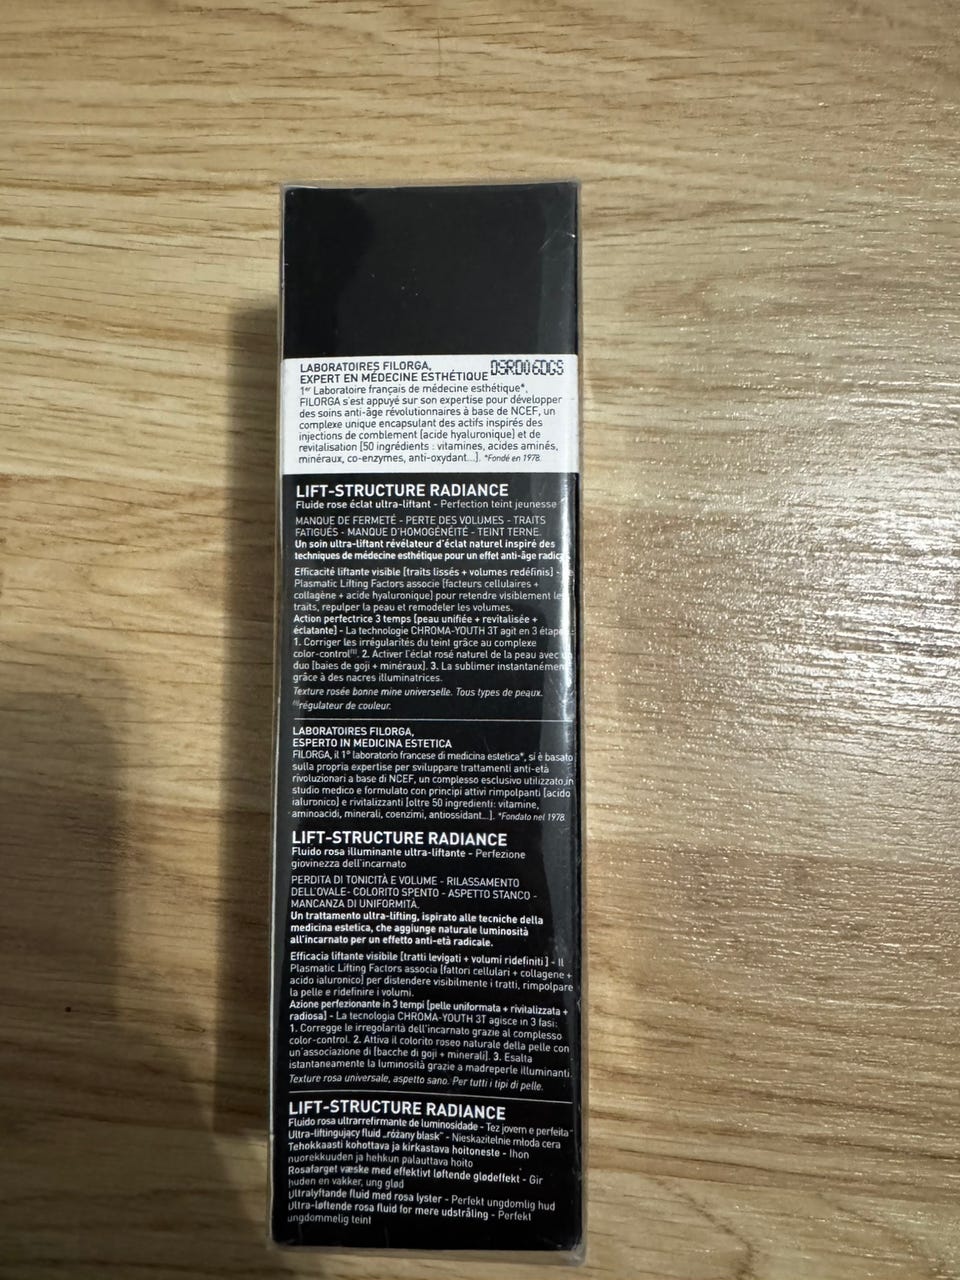 LABORATOIRES FILORGA,
EXPERT EN MÉDECINE ESTHÉTIQUE
1er Laboratoire français de médecine esthétique*,
FILORGA s'est appuyé sur son expertise pour développer
des soins anti-âge révolutionnaires à base de NCEF, un
complexe unique encapsulant des actifs inspirés des
injections de comblement [acide hyaluronique] et de
revitalisation [50 ingrédients : vitamines, acides aminés,
minéraux, co-enzymes, anti-oxydant...]. *Fondé en 1978.
LIFT-STRUCTURE RADIANCE
Fluide rose éclat ultra-liftant - Perfection teint jeunesse
MANQUE DE FERMETÉ - PERTE DES VOLUMES - TRAITS
FATIGUÉS - MANQUE D'HOMOGÉNÉITÉ - TEINT TERNE.
Un soin ultra-liftant révélateur d'éclat naturel inspiré des
techniques de médecine esthétique pour un effet anti-âge
Efficacité liftante visible [traits lissés + volumes redéfinis] -
Plasmatic Lifting Factors associe [facteurs cellulaires +
collagène + acide hyaluronique] pour retendre visiblement
traits, repulper la peau et remodeler les volumes.
Action perfectrice 3 temps [peau unifiée + revitalisée +
éclatante] - La technologie CHROMA-YOUTH 3T agit en 3
1. Corriger les irrégularités du teint grâce au complexe
color-control(1). 2. Activer l'éclat rosé naturel de la peau avec
duo [baies de goji + minéraux]. 3. La sublimer
grâce à des nacres illuminatrices.
Texture rosée bonne mine universelle. Tous types de peaux.
(1)régulateur de couleur.
LABORATOIRES FILORGA,
ESPERTO IN MEDICINA ESTETICA
FILORGA, il 1° laboratorio francese di medicina estetica*, si è basato
sulla propria expertise per sviluppare trattamenti anti-età
rivoluzionari a base di NCEF, un complesso esclusivo utilizzato in
studio medico e formulato con principi attivi rimpolpanti [acido
ialuronico] e rivitalizzanti [oltre 50 ingredienti: vitamine,
aminoacidi, minerali, coenzimi, antiossidant...]. *Fondato nel 1978.
LIFT-STRUCTURE RADIANCE
Fluido rosa illuminante ultra-liftante - Perfezione
giovinezza dell'incarnato
PERDITA DI TONICITÀ E VOLUME - RILASSAMENTO
DELL'OVALE- COLORITO SPENTO - ASPETTO STANCO -
MANCANZA DI UNIFORMITÀ.
Un trattamento ultra-lifting, ispirato alle tecniche della
medicina estetica, che aggiunge naturale luminosità
all'incarnato per un effetto anti-età radicale.
Efficacia liftante visibile [tratti levigati + volumi ridefiniti ] - Il
Plasmatic Lifting Factors associa [fattori cellulari + collagene +
acido ialuronico] per distendere visibilmente i tratti, rimpolpare
la pelle e ridefinire i volumi.
Azione perfezionante in 3 tempi [pelle uniformata + rivitalizzata +
radiosa] - La tecnologia CHROMA-YOUTH 3T agisce in 3 fasi:
1. Corregge le irregolarità dell'incarnato grazie al complesso
color-control. 2. Attiva il colorito roseo naturale della pelle con
un'associazione di [bacche di goji + minerali]. 3. Esalta
istantaneamente la luminosità grazie a madreperle illuminanti.
Texture rosa universale, aspetto sano. Per tutti i tipi di pelle.
LIFT-STRUCTURE RADIANCE
Fluido rosa ultrarrefirmante de luminosidade - Tez jovem e perfeita
Ultra-liftingujący fluid „różany blask" - Nieskazitelnie młoda cera
Tehokkaasti kohottava ja kirkastava hoitoneste - Ihon
nuorekkuuden ja hehkun palauttava hoito
Rosafarget væske med effektivt løftende glødeffekt - Gir
huden en vakker, ung glød
Ultralyftande fluid med rosa lyster - Perfekt ungdomlig hud
Ultra-løftende rosa fluid for mere udstråling - Perfekt
ungdommelig teint